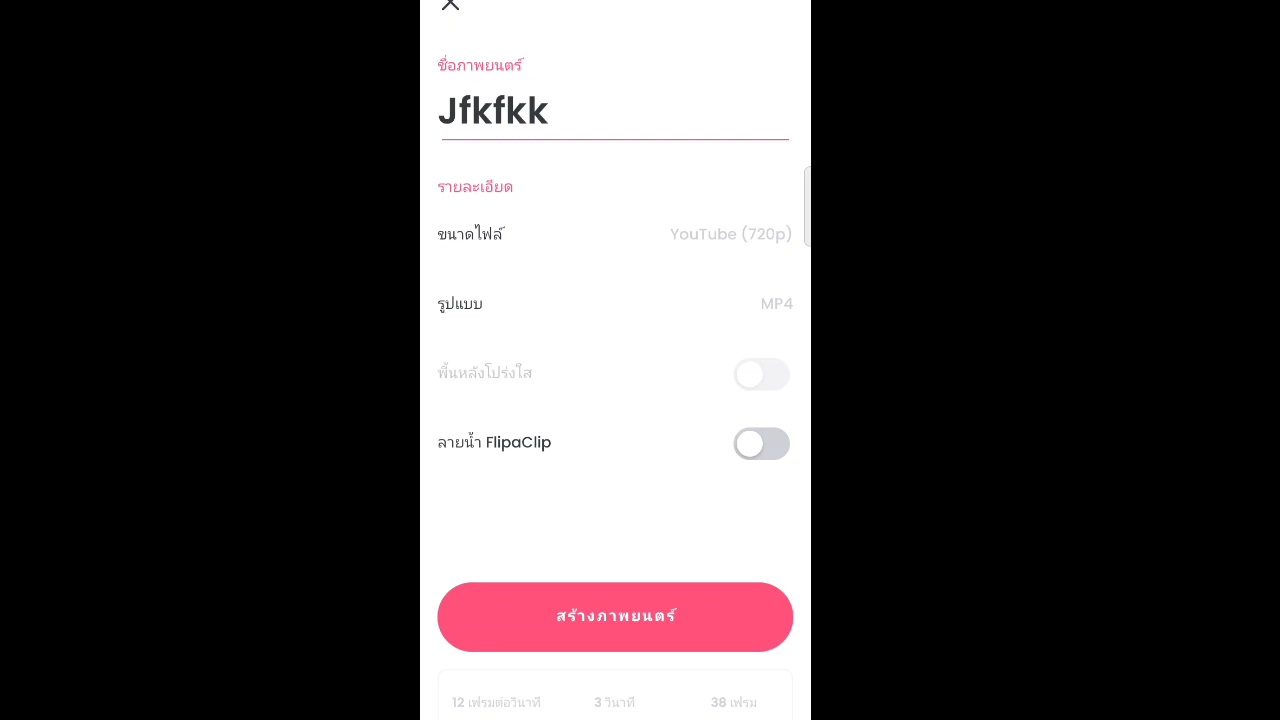 ชื่อภาพยนตร์
Jfkfkk
รายละเอียด
ขนาดไฟล์ YouTube (720p)
รูปแบบ MP4
พื้นหลังโปร่งใส
ลายน้ำ FlipaClip
สร้างภาพยนตร์
12 เฟรมต่อวินาที 3 วินาที 38 เฟรม